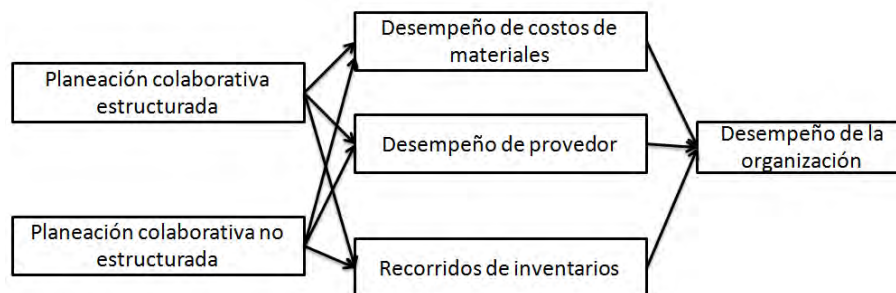 Planeación colaborativa
estructurada
Planeación colaborativa no
estructurada
Desempeño de costos de
materiales
Desempeño de provedor
Recorridos de inventarios
Desempeño de la
organización